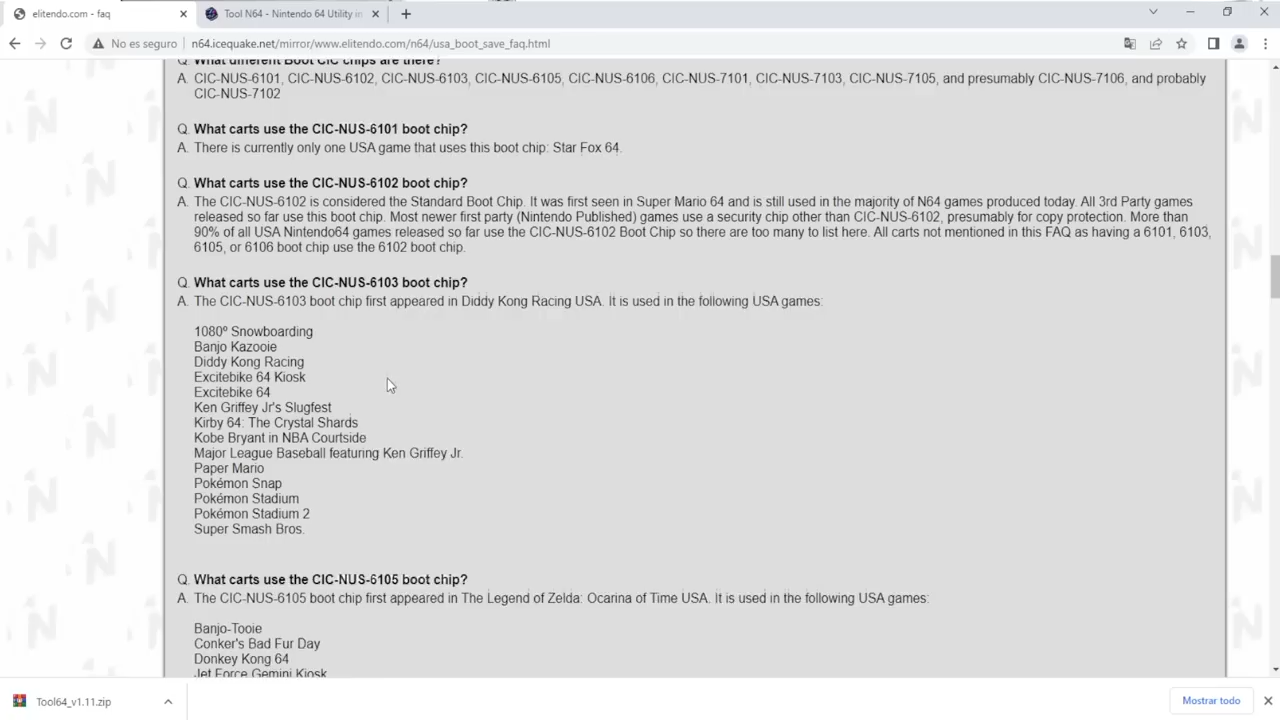 elitendo.com - faq
Tool N64 - Nintendo 64 Utility in
No es seguro
n64.icequake.net/mirror/www.elitendo.com/n64/usa_boot_save_faq.html
Q. What different Boot CIC chips are there?
A. CIC-NUS-6101, CIC-NUS-6102, CIC-NUS-6103, CIC-NUS-6105, CIC-NUS-6106, CIC-NUS-7101, CIC-NUS-7103, CIC-NUS-7105, and presumably CIC-NUS-7106, and probably
CIC-NUS-7102
Q. What carts use the CIC-NUS-6101 boot chip?
A. There is currently only one USA game that uses this boot chip: Star Fox 64.
Q. What carts use the CIC-NUS-6102 boot chip?
A. The CIC-NUS-6102 is considered the Standard Boot Chip. It was first seen in Super Mario 64 and is still used in the majority of N64 games produced today. All 3rd Party games
released so far use this boot chip. Most newer first party (Nintendo Published) games use a security chip other than CIC-NUS-6102, presumably for copy protection. More than
90% of all USA Nintendo64 games released so far use the CIC-NUS-6102 Boot Chip so there are too many to list here. All carts not mentioned in this FAQ as having a 6101, 6103,
6105, or 6106 boot chip use the 6102 boot chip.
Q. What carts use the CIC-NUS-6103 boot chip?
A. The CIC-NUS-6103 boot chip first appeared in Diddy Kong Racing USA. It is used in the following USA games:
1080º Snowboarding
Banjo Kazooie
Diddy Kong Racing
Excitebike 64 Kiosk
Excitebike 64
Ken Griffey Jr's Slugfest
Kirby 64: The Crystal Shards
Kobe Bryant in NBA Courtside
Major League Baseball featuring Ken Griffey Jr.
Paper Mario
Pokémon Snap
Pokémon Stadium
Pokémon Stadium 2
Super Smash Bros.
Q. What carts use the CIC-NUS-6105 boot chip?
A. The CIC-NUS-6105 boot chip first appeared in The Legend of Zelda: Ocarina of Time USA. It is used in the following USA games:
Banjo-Tooie
Conker's Bad Fur Day
Donkey Kong 64
Jet Force Gemini Kiosk
Tool64_v1.11.zip
Mostrar todo